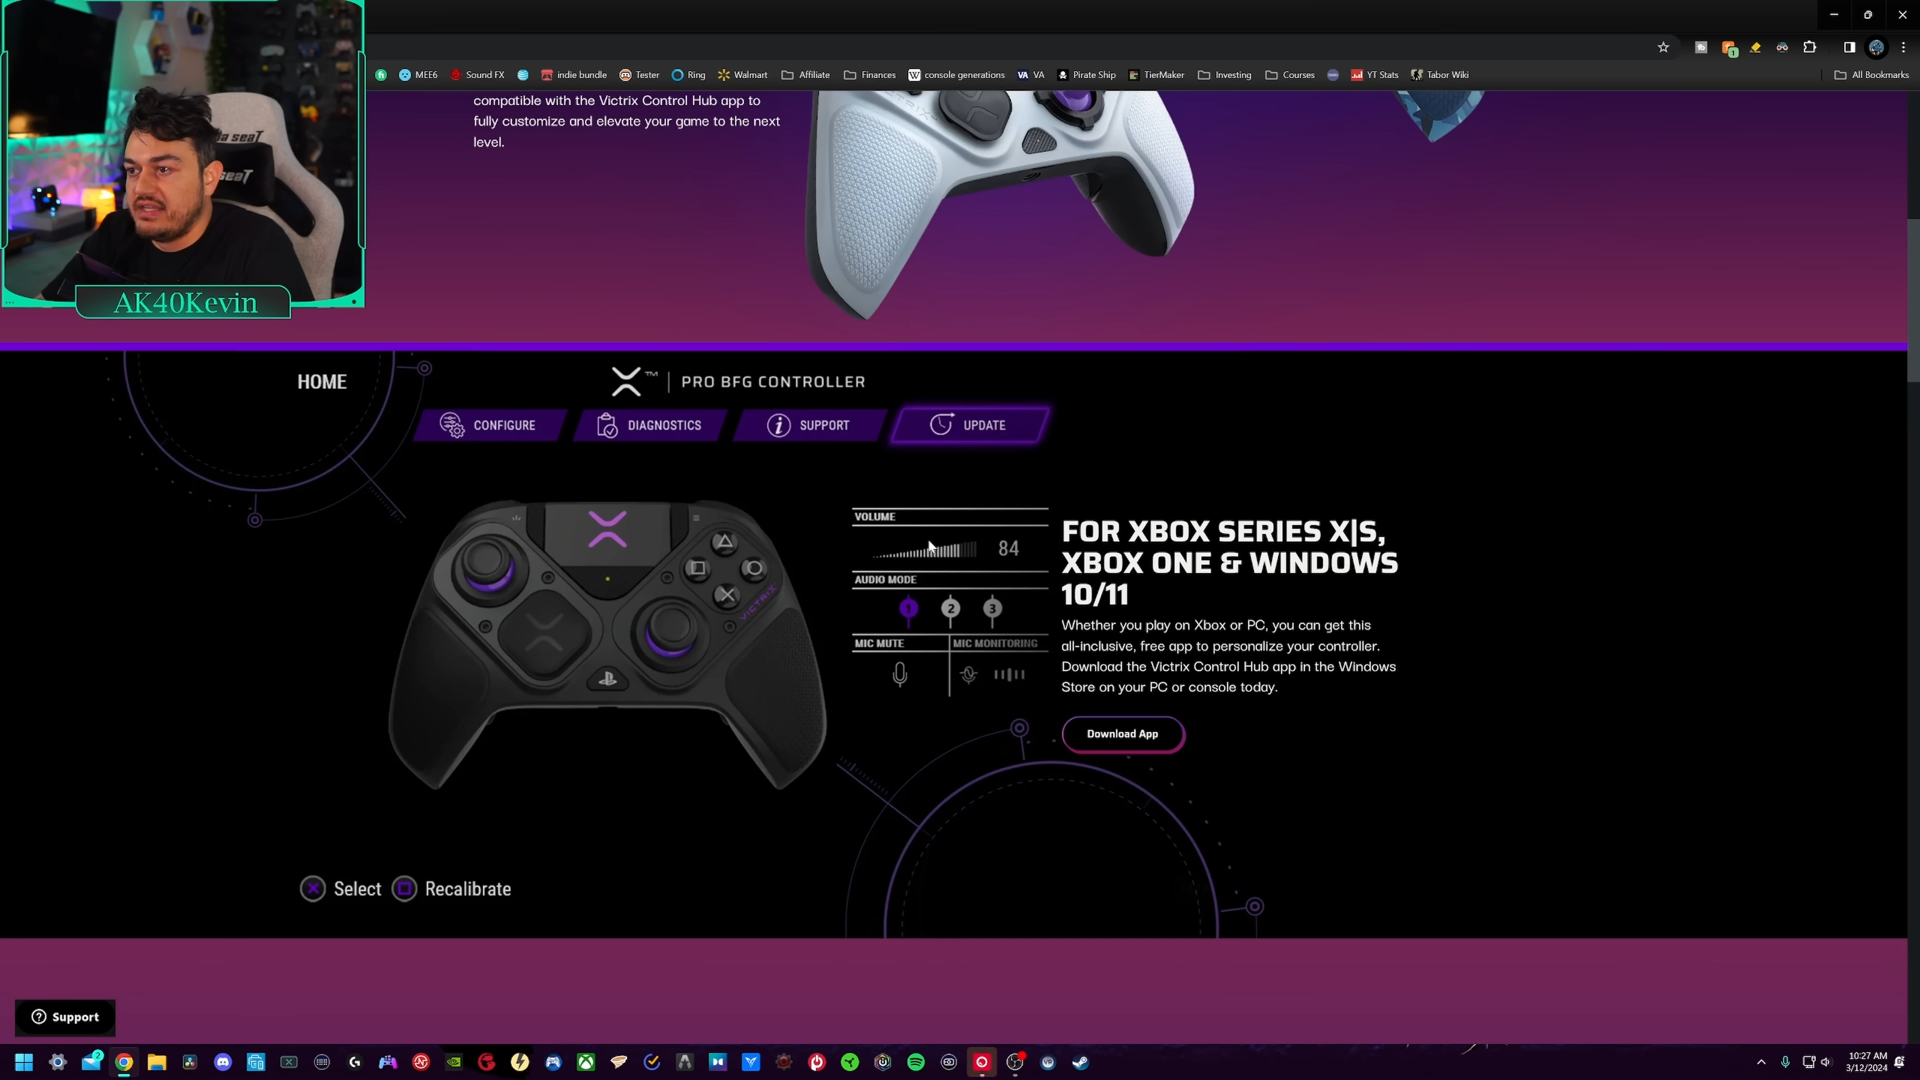 MEE6
Sound FX
indie bundle
Tester
Ring
Walmart
Affiliate
Finances
W console generations
VA VA
Pirate Ship
TierMaker
Investing
Courses
YT Stats
Tabor Wiki
All Bookmarks
seaT
seaT
AK40Kevin
compatible with the Victrix Control Hub app to
fully customize and elevate your game to the next
level.
HOME
TM | PRO BFG CONTROLLER
CONFIGURE
DIAGNOSTICS
SUPPORT
UPDATE
VOLUME
84
AUDIO MODE
1 2 3
MIC MUTE
MIC MONITORING
VICTRIX
FOR XBOX SERIES X|S,
XBOX ONE & WINDOWS
10/11
Whether you play on Xbox or PC, you can get this
all-inclusive, free app to personalize your controller.
Download the Victrix Control Hub app in the Windows
Store on your PC or console today.
Download App
Select
Recalibrate
Support
10:27 AM
3/12/2024